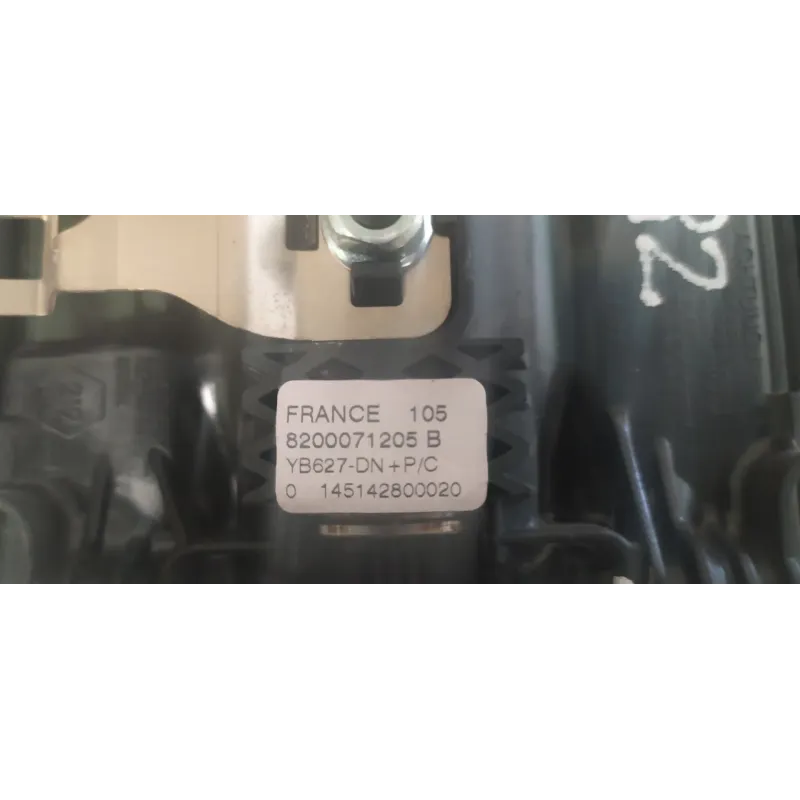 FRANCE 105
8200071205 B
YB627-DN+P/C
0 145142800020